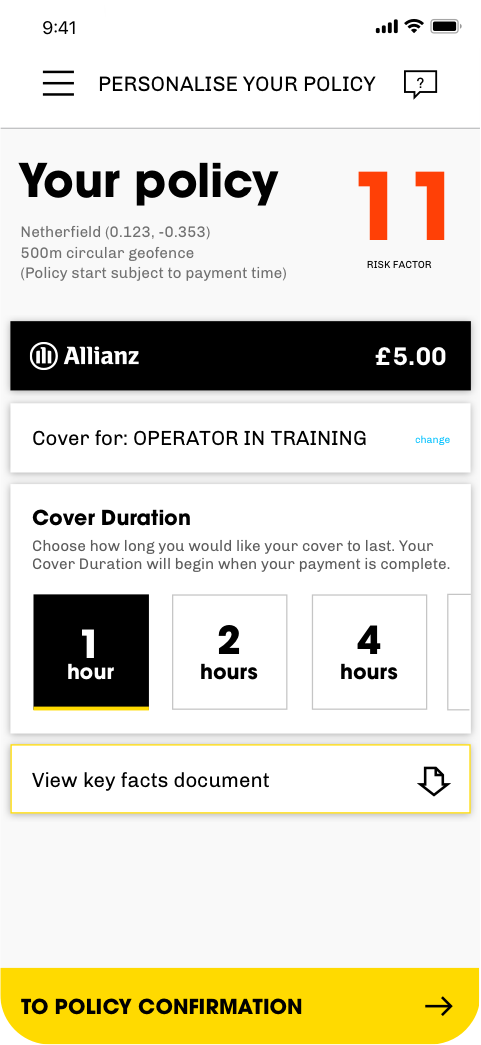 9:41
PERSONALISE YOUR POLICY
?
Your policy
11
Netherfield (0.123, -0.353)
500m circular geofence
(Policy start subject to payment time)
RISK FACTOR
Allianz
£5.00
Cover for: OPERATOR IN TRAINING
change
Cover Duration
Choose how long you would like your cover to last. Your
Cover Duration will begin when your payment is complete.
1
hour
2
hours
4
hours
View key facts document
TO POLICY CONFIRMATION